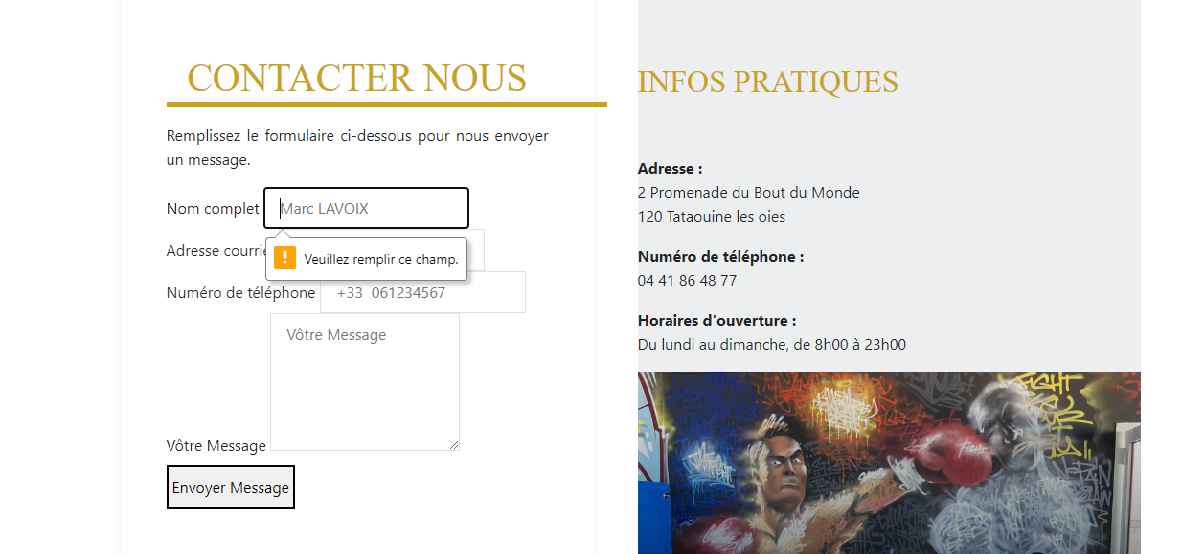 CONTACTER NOUS
Remplissez le formulaire ci-dessous pour nous envoyer
un message.
Nom complet Marc LAVOIX
Adresse courri
Veuillez remplir ce champ.
Numéro de téléphone +33 061234567
Vôtre Message
Vôtre Message
Envoyer Message
INFOS PRATIQUES
Adresse :
2 Promenade du Bout du Monde
120 Tataouine les oies
Numéro de téléphone :
04 41 86 48 77
Horaires d'ouverture :
Du lundi au dimanche, de 8h00 à 23h00
FIGHT
FIGHT